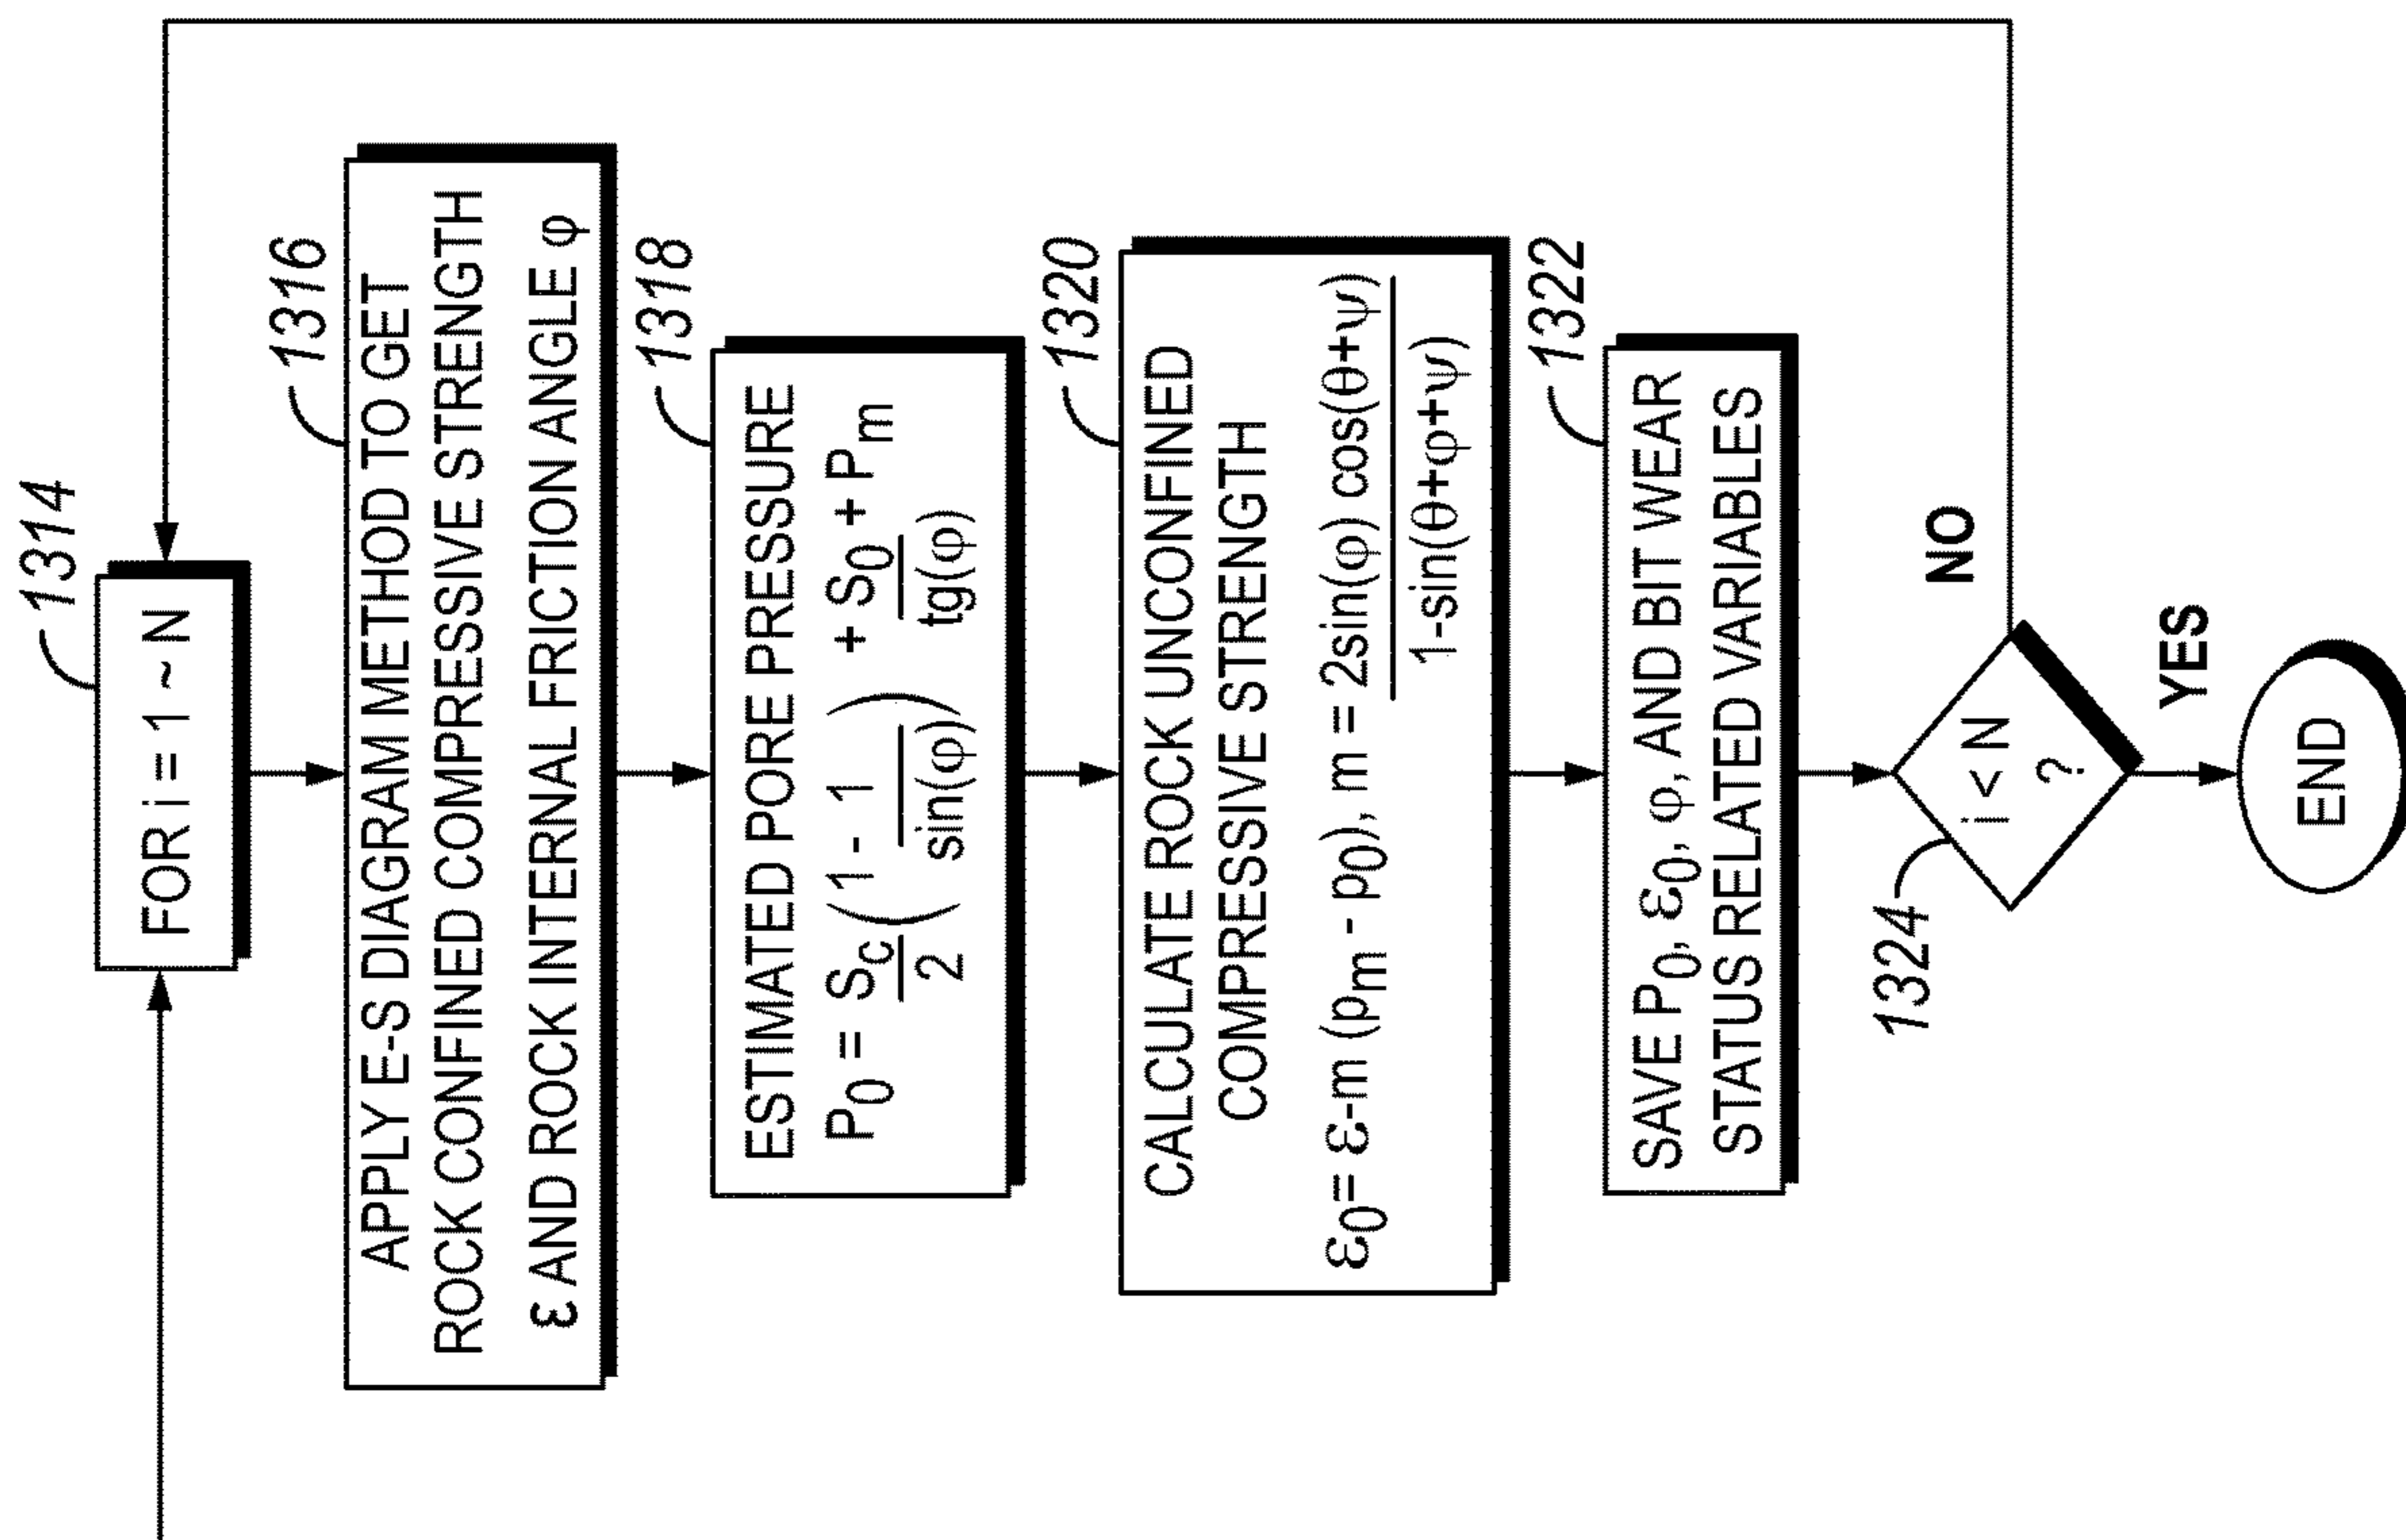 1314
FOR i = 1 ~ N
1316
APPLY E-S DIAGRAM METHOD TO GET
ROCK CONFINED COMPRESSIVE STRENGTH
ε AND ROCK INTERNAL FRICTION ANGLE φ
1318
ESTIMATED PORE PRESSURE
P0 = Sc/2 (1 - 1/sin(φ)) + S0/tg(φ) + Pm
1320
CALCULATE ROCK UNCONFINED
COMPRESSIVE STRENGTH
ε0= ε-m (pm - p0), m = 2sin(φ) cos(θ+ψ)/1-sin(θ+φ+ψ)
1322
SAVE P0, ε0, φ, AND BIT WEAR
STATUS RELATED VARIABLES
1324
i < N
?
NO
YES
END